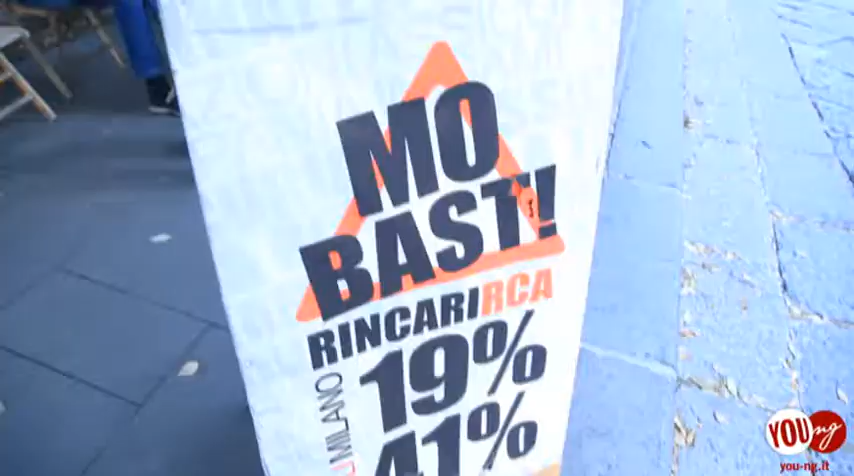 MO
BAST'!
RINCARI RCA
MILANO
19%
41%
YOUng
you-ng.it